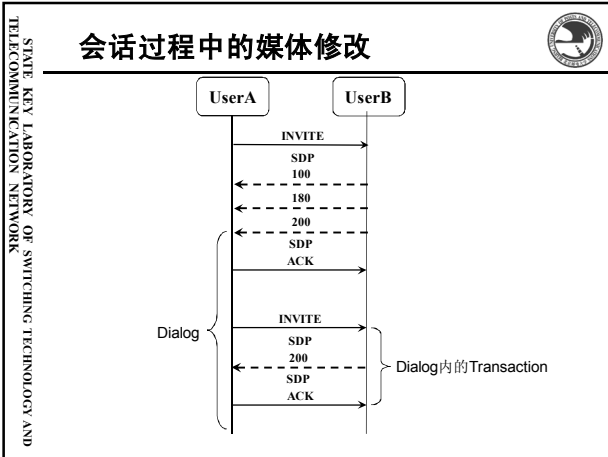 会话过程中的媒体修改
STATE KEY LABORATORY OF SWITCHING TECHNOLOGY AND
TELECOMMUNICATION NETWORK
UserA
UserB
INVITE
SDP
100
180
200
SDP
ACK
INVITE
SDP
200
SDP
ACK
Dialog
Dialog内的Transaction